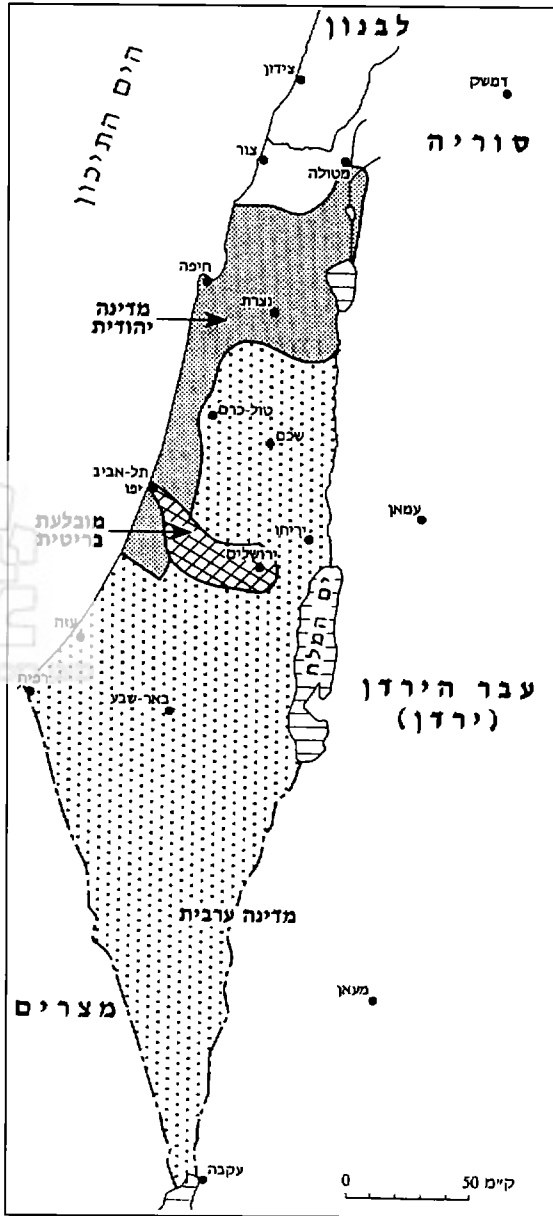 לבנון
הים התיכון
צידון
דמשק
סוריה
צור
מטולה
חיפה
נצרת
מדינה
יהודית
טול-כרם
שכם
תל-אביב
יפו
עמאן
מובלעת
בריטית
יריחו
ירושלים
ים המלח
עזה
רפית
עבר הירדן
(ירדן)
באר-שבע
מדינה ערבית
מצרים
מעאן
עקבה
0 50 ק״מ